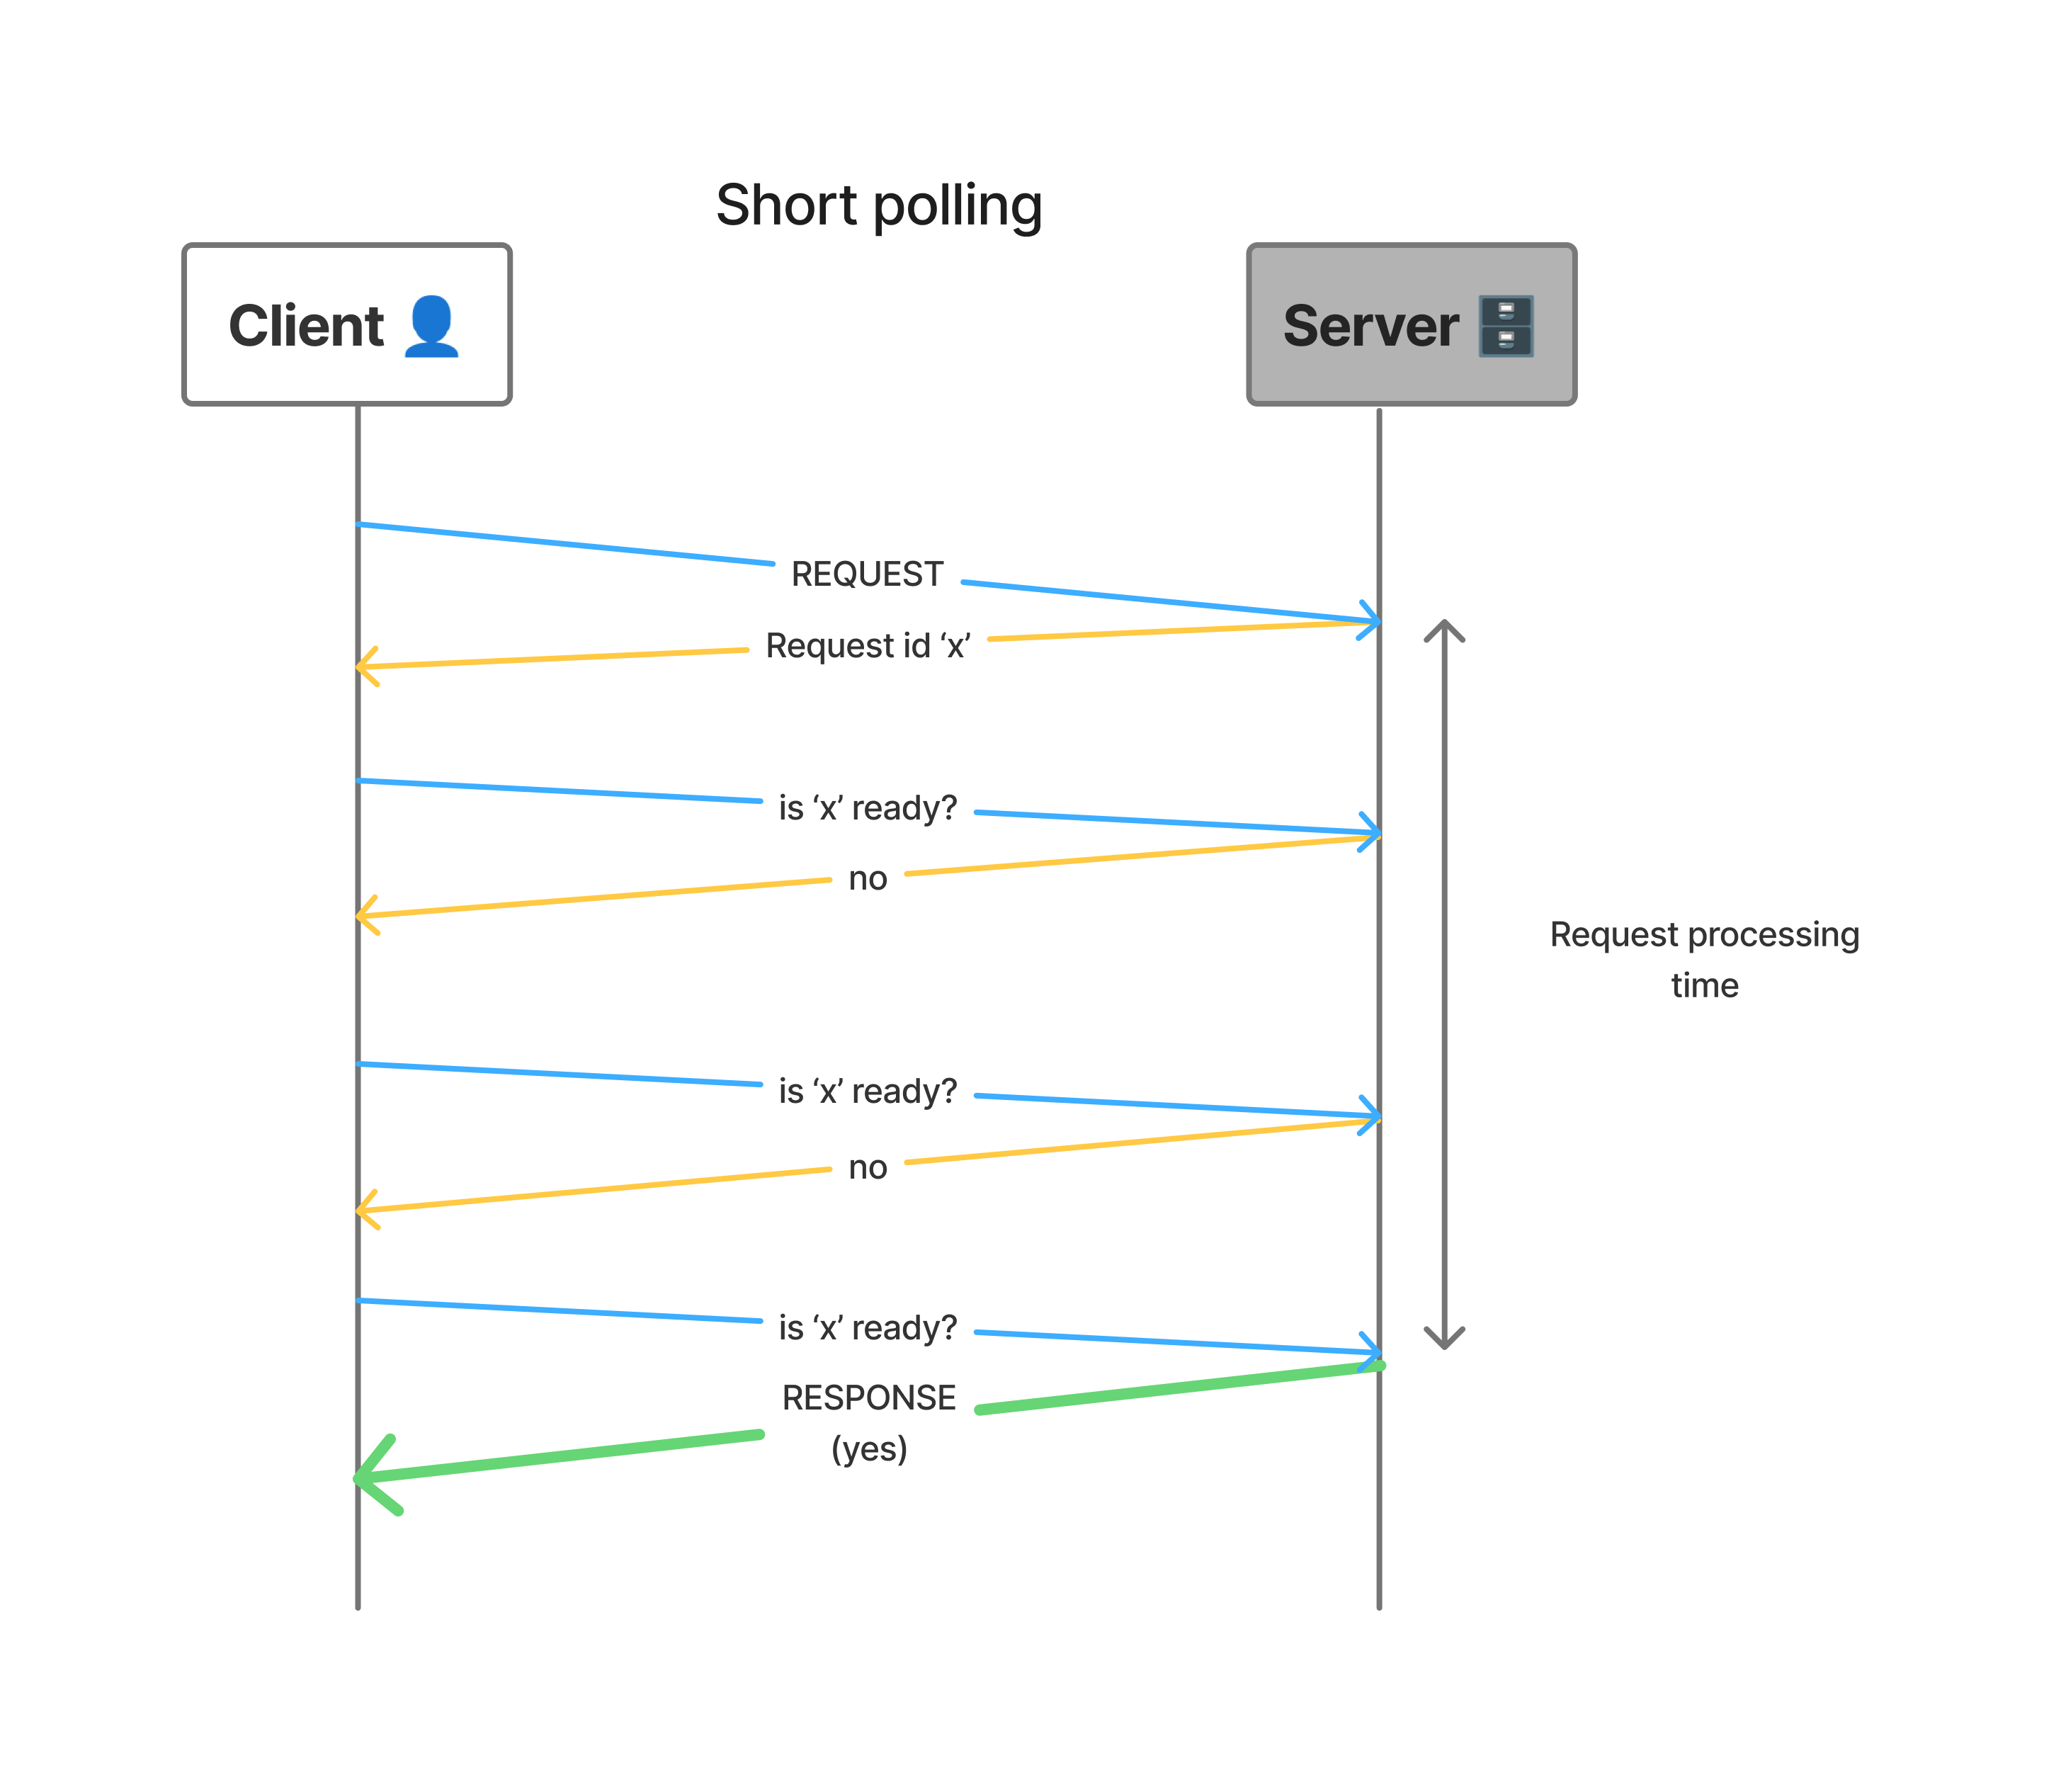 Short polling
Client
Server
REQUEST
Request id ‘x’
is ‘x’ ready?
no
Request processing
time
is ‘x’ ready?
no
is ‘x’ ready?
RESPONSE
(yes)